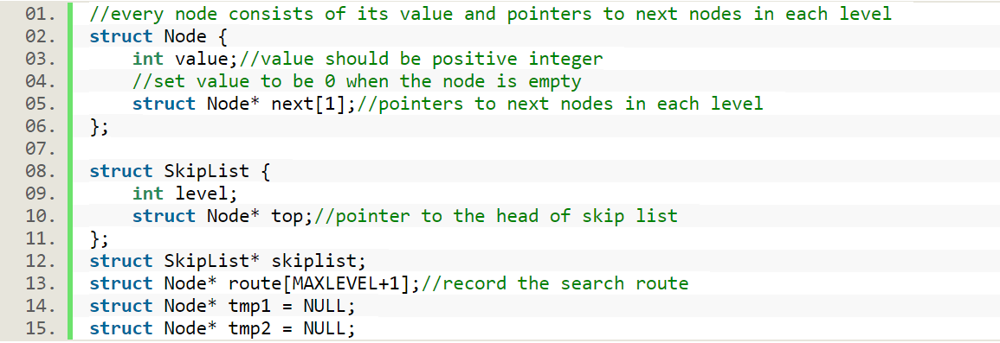 01. //every node consists of its value and pointers to next nodes in each level
02. struct Node {
03.     int value;//value should be positive integer
04.     //set value to be 0 when the node is empty
05.     struct Node* next[1];//pointers to next nodes in each level
06. };
07.
08. struct SkipList {
09.     int level;
10.     struct Node* top;//pointer to the head of skip list
11. };
12. struct SkipList* skiplist;
13. struct Node* route[MAXLEVEL+1];//record the search route
14. struct Node* tmp1 = NULL;
15. struct Node* tmp2 = NULL;